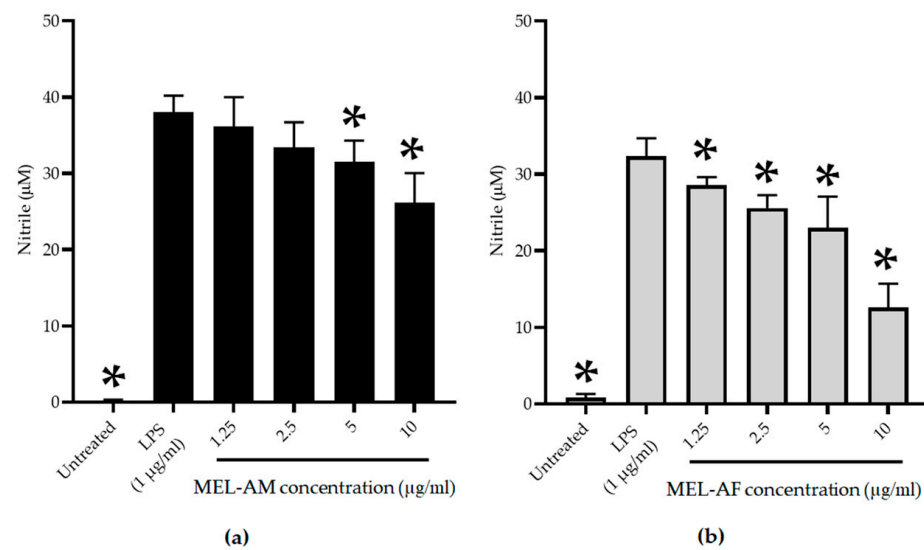 50
40
30
20
10
0
Nitrile (µM)
*
*
*
Untreated
LPS
(1 µg/ml)
1.25
2.5
5
10
MEL-AM concentration (µg/ml)
(a)
50
40
30
20
10
0
Nitrile (µM)
*
*
*
*
*
Untreated
LPS
(1 µg/ml)
1.25
2.5
5
10
MEL-AF concentration (µg/ml)
(b)